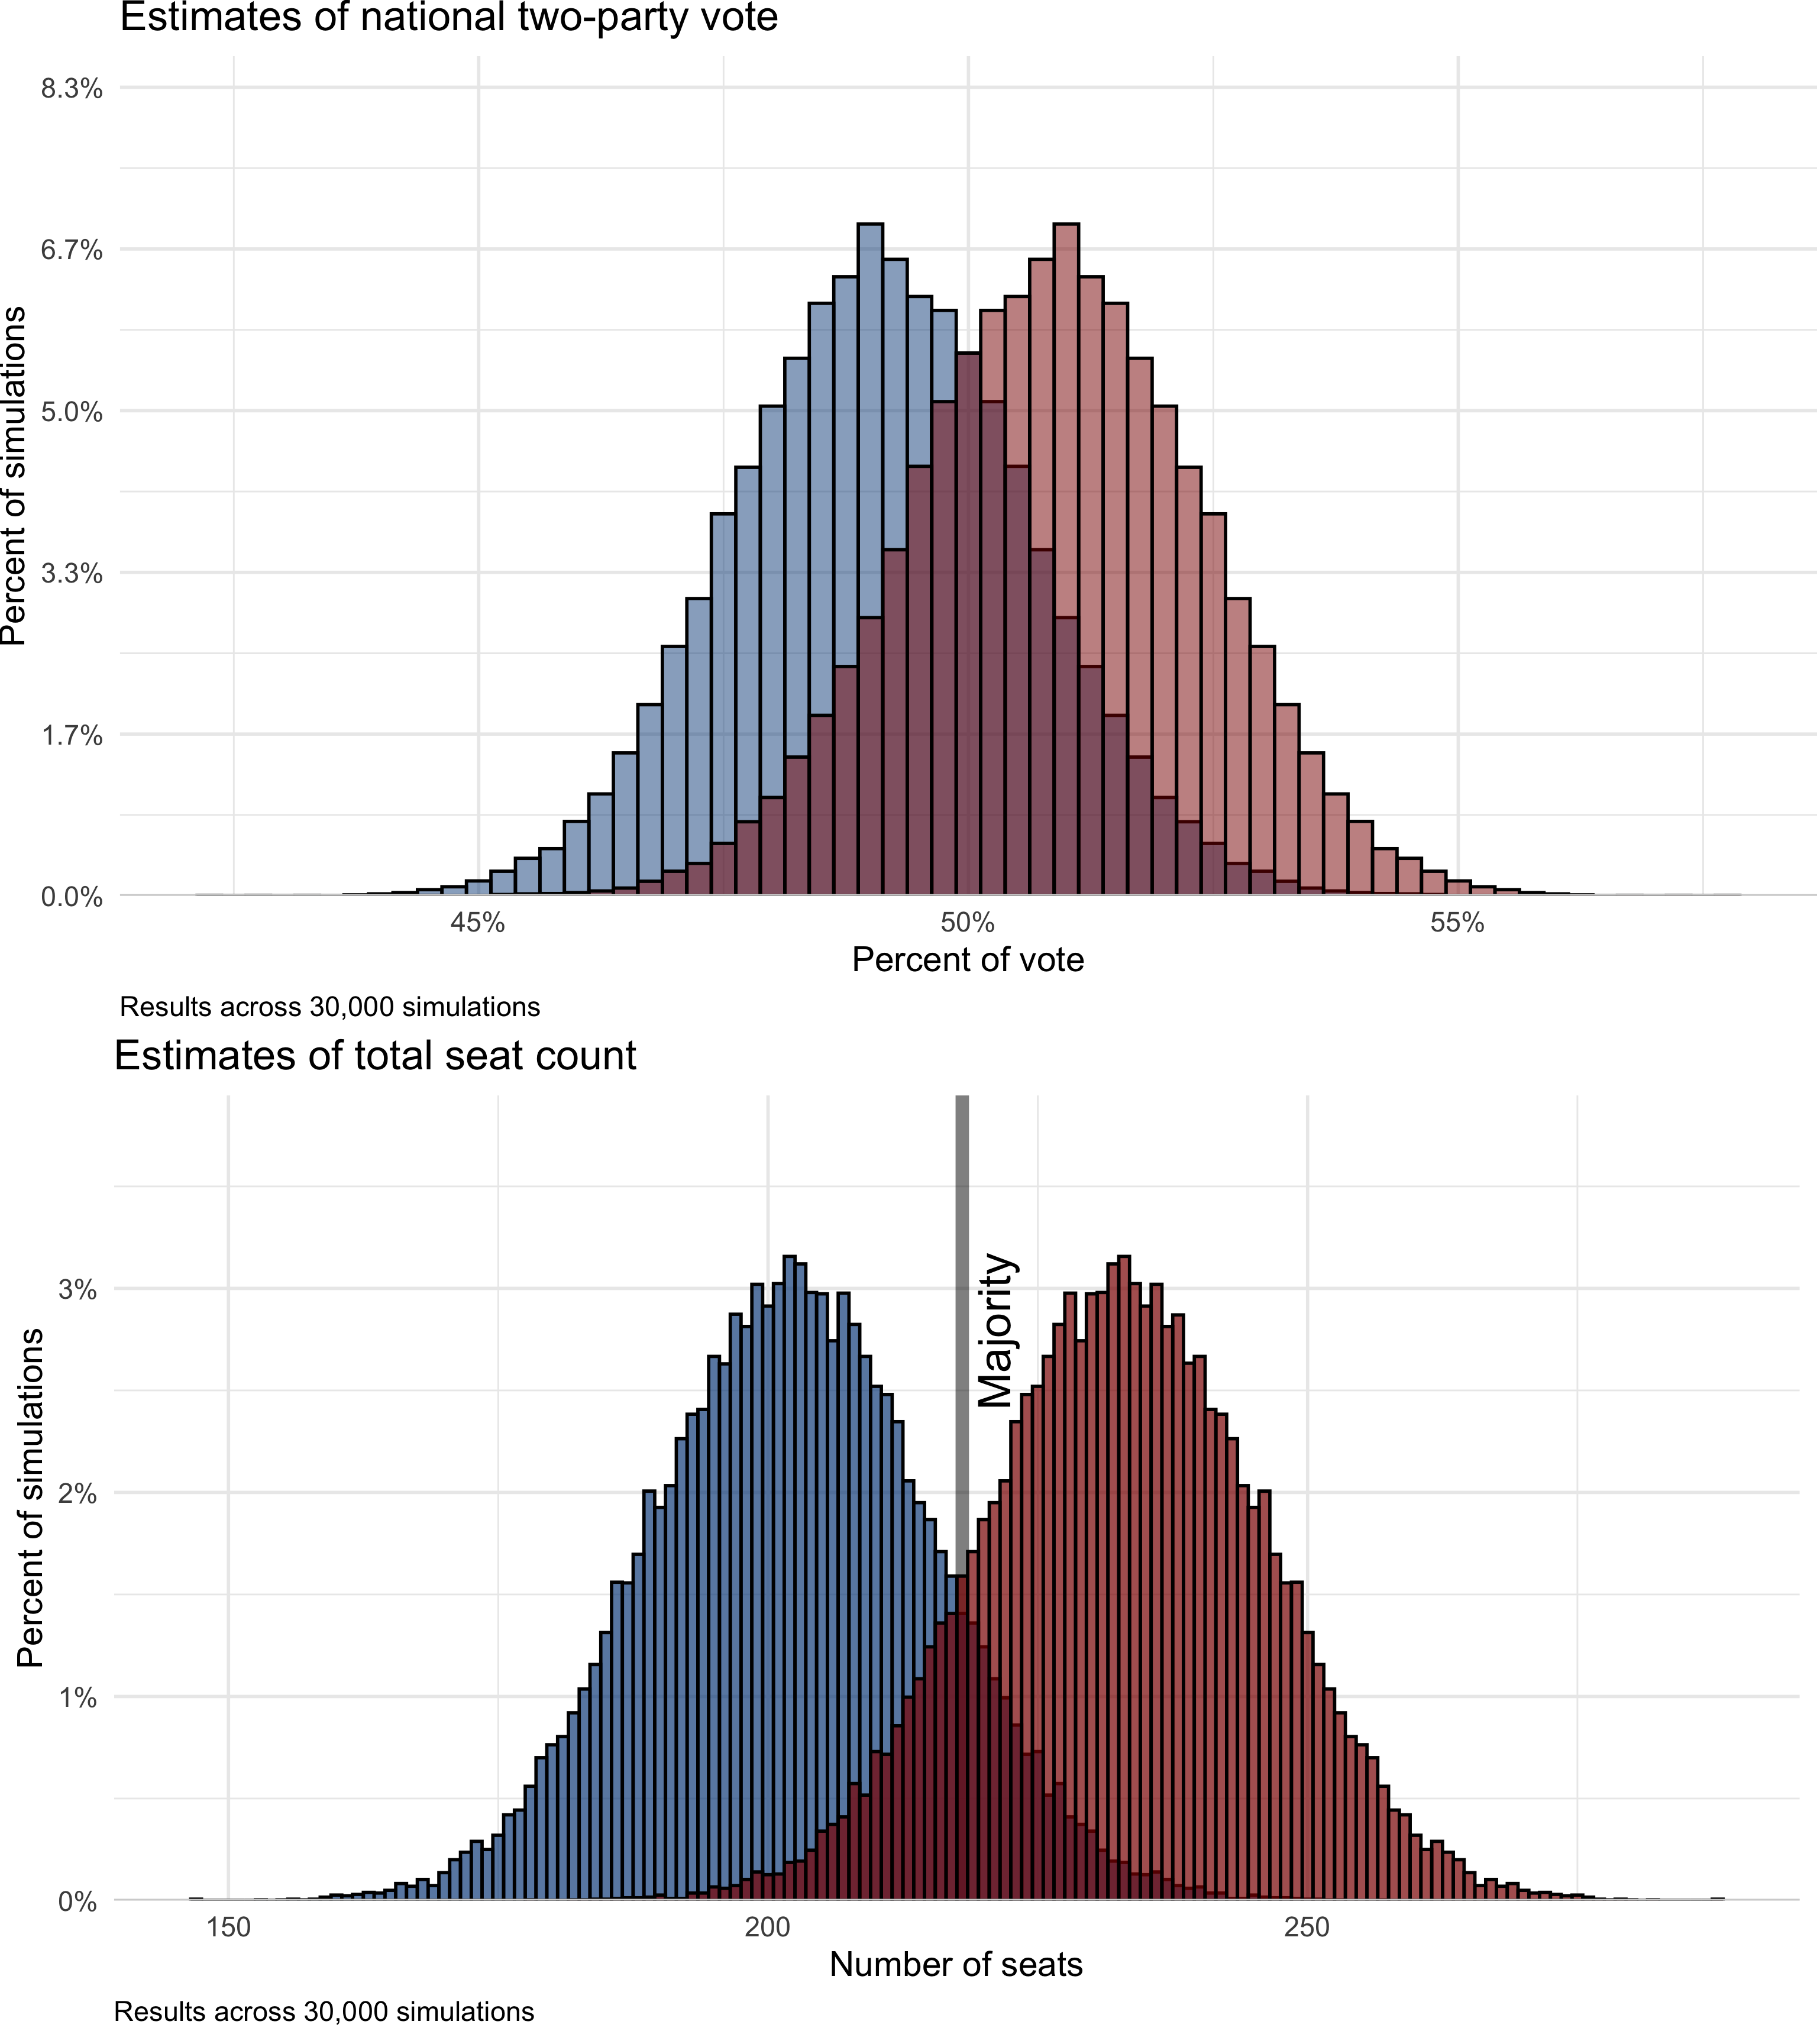 Estimates of national two-party vote
8.3%
6.7%
5.0%
3.3%
1.7%
0.0%
Percent of simulations
45% 50% 55%
Percent of vote
Results across 30,000 simulations
Estimates of total seat count
Majority
3%
2%
1%
0%
Percent of simulations
150 200 250
Number of seats
Results across 30,000 simulations